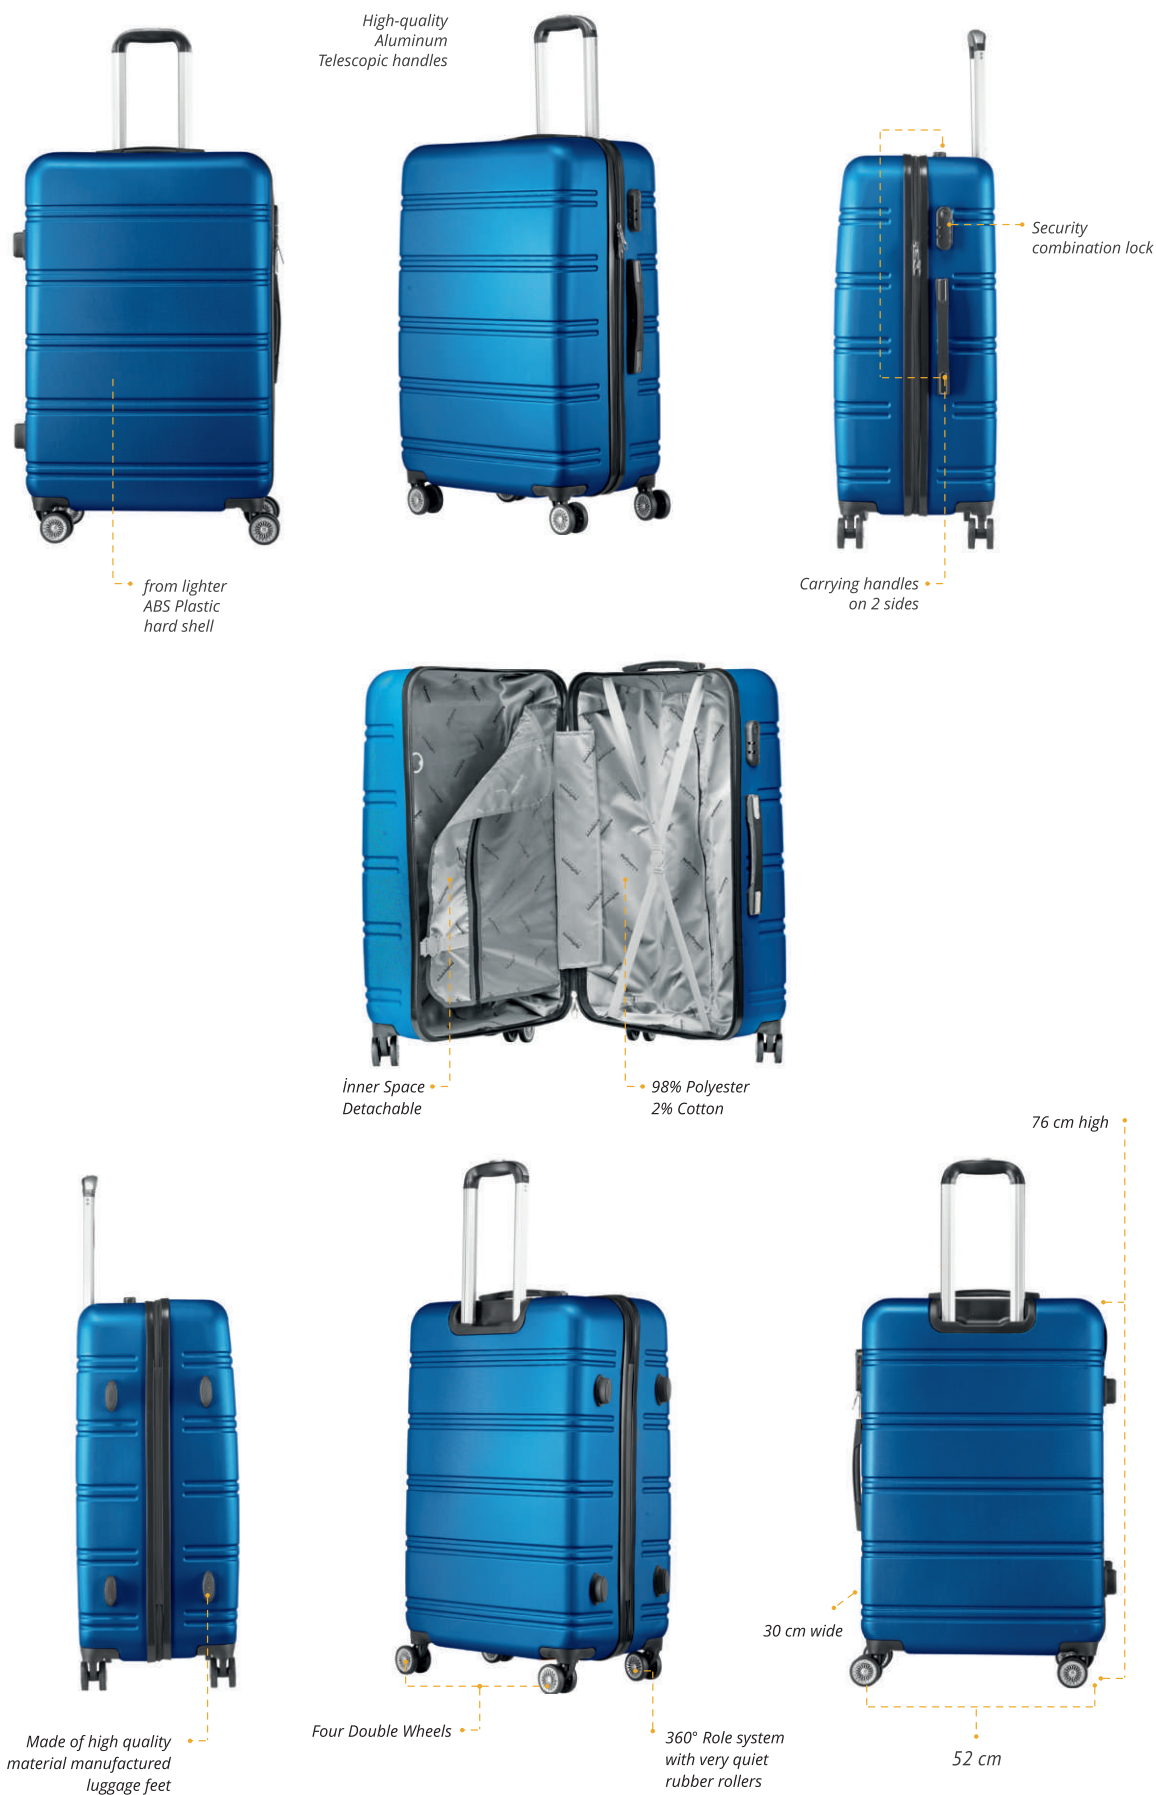 High-quality
Aluminum
Telescopic handles
Security
combination lock
from lighter
ABS Plastic
hard shell
Carrying handles
on 2 sides
İnner Space
Detachable
98% Polyester
2% Cotton
76 cm high
30 cm wide
Made of high quality
material manufactured
luggage feet
Four Double Wheels
360° Role system
with very quiet
rubber rollers
52 cm